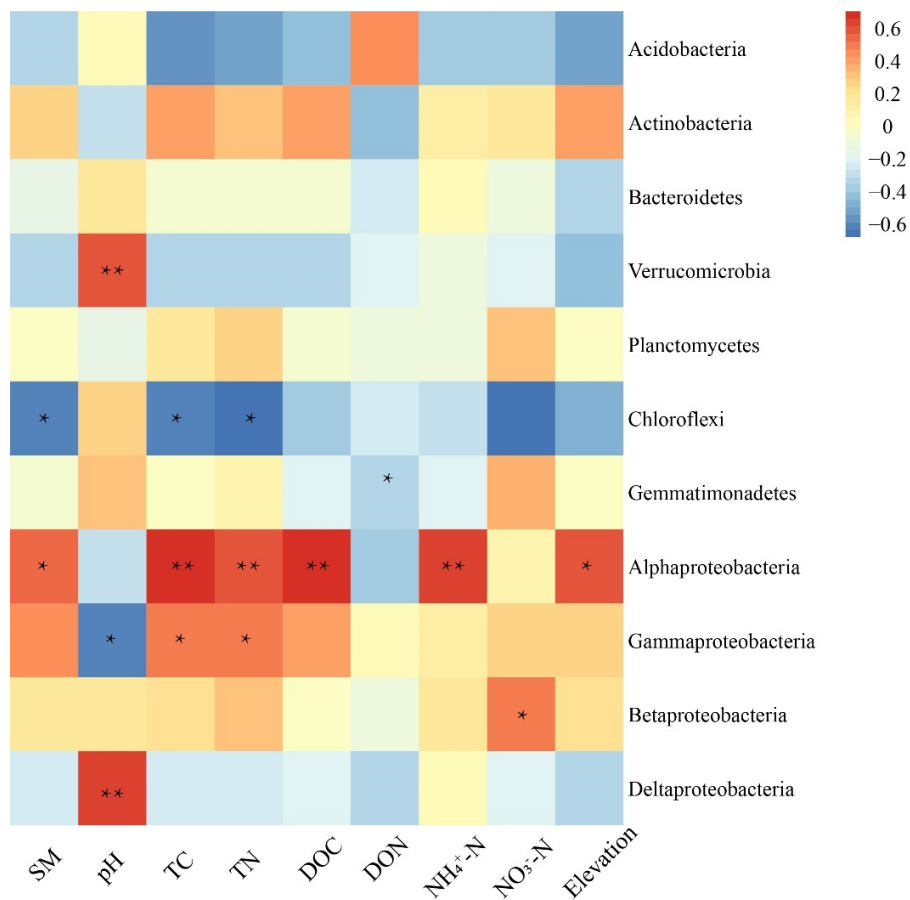 0.6
0.4
0.2
0
−0.2
−0.4
−0.6
Acidobacteria
Actinobacteria
Bacteroidetes
Verrucomicrobia
**
Planctomycetes
Chloroflexi
* * *
Gemmatimonadetes
*
Alphaproteobacteria
* ** ** ** ** *
Gammaproteobacteria
* * *
Betaproteobacteria
*
Deltaproteobacteria
**
SM pH TC TN DOC DON NH₄⁺-N NO₃⁻-N Elevation